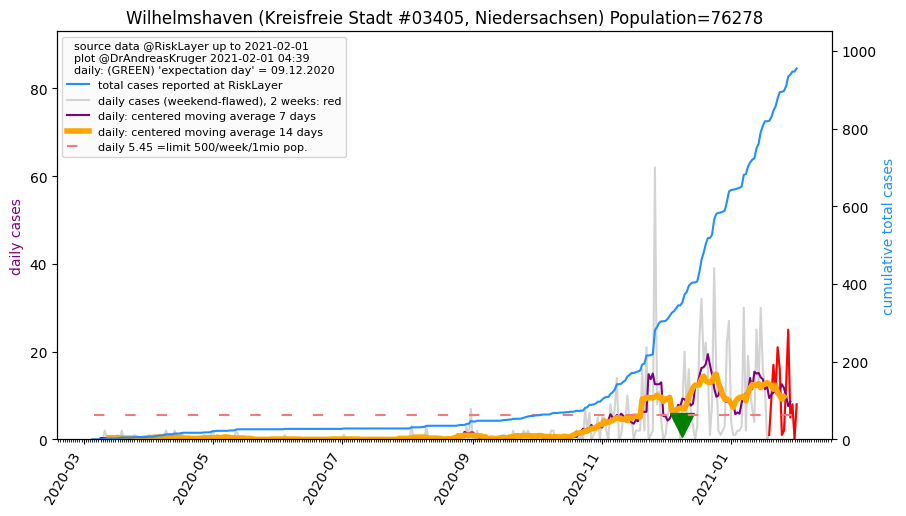 Wilhelmshaven (Kreisfreie Stadt #03405, Niedersachsen) Population=76278
source data @RiskLayer up to 2021-02-01
plot @DrAndreasKruger 2021-02-01 04:39
daily: (GREEN) 'expectation day' = 09.12.2020
total cases reported at RiskLayer
daily cases (weekend-flawed), 2 weeks: red
daily: centered moving average 7 days
daily: centered moving average 14 days
daily 5.45 =limit 500/week/1mio pop.
daily cases
0
20
40
60
80
cumulative total cases
0
200
400
600
800
1000
2020-03
2020-05
2020-07
2020-09
2020-11
2021-01